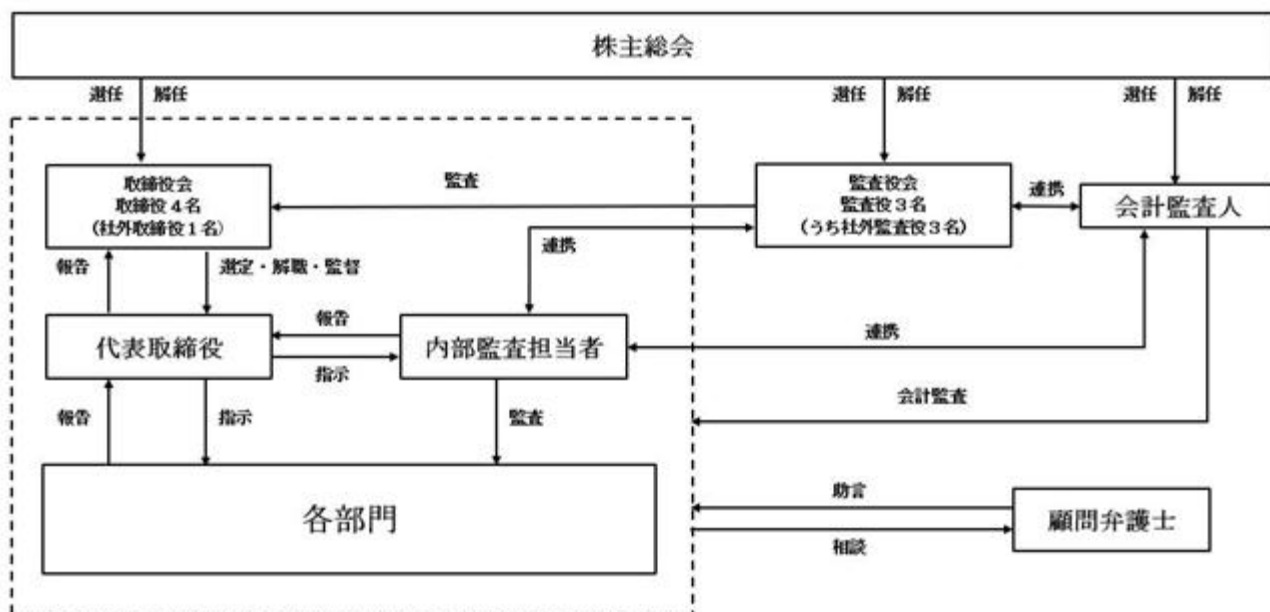 株主総会
選任 解任
選任 解任
選任 解任
取締役会
取締役4名
(社外取締役1名)
監査
監査役会
監査役3名
(うち社外監査役3名)
連携
会計監査人
報告
選定・解職・監督
連携
代表取締役
報告
指示
内部監査担当者
連携
報告
指示
監査
会計監査
各部門
助言
相談
顧問弁護士